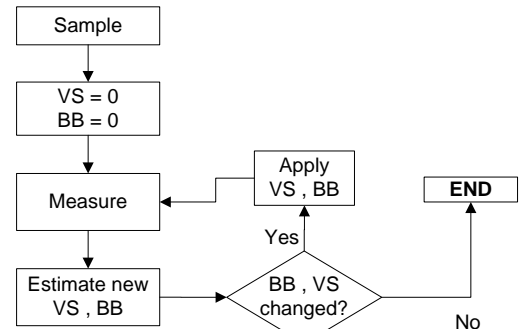 Sample
VS = 0
BB = 0
Measure
Apply
VS , BB
END
Yes
Estimate new
VS , BB
BB , VS
changed?
No